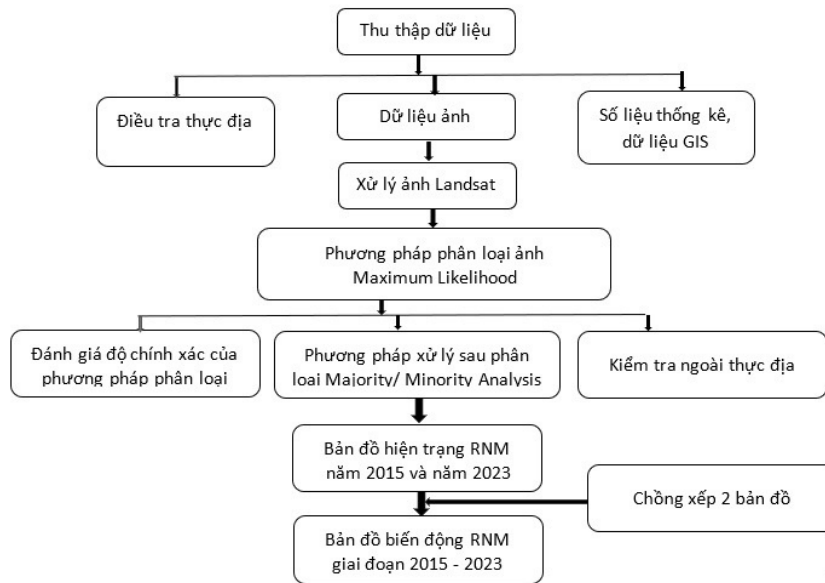 Thu thập dữ liệu
Điều tra thực địa
Dữ liệu ảnh
Số liệu thống kê,
dữ liệu GIS
Xử lý ảnh Landsat
Phương pháp phân loại ảnh
Maximum Likelihood
Đánh giá độ chính xác của
phương pháp phân loại
Phương pháp xử lý sau phân
loại Majority/ Minority Analysis
Kiểm tra ngoài thực địa
Bản đồ hiện trạng RNM
năm 2015 và năm 2023
Chồng xếp 2 bản đồ
Bản đồ biến động RNM
giai đoạn 2015 - 2023